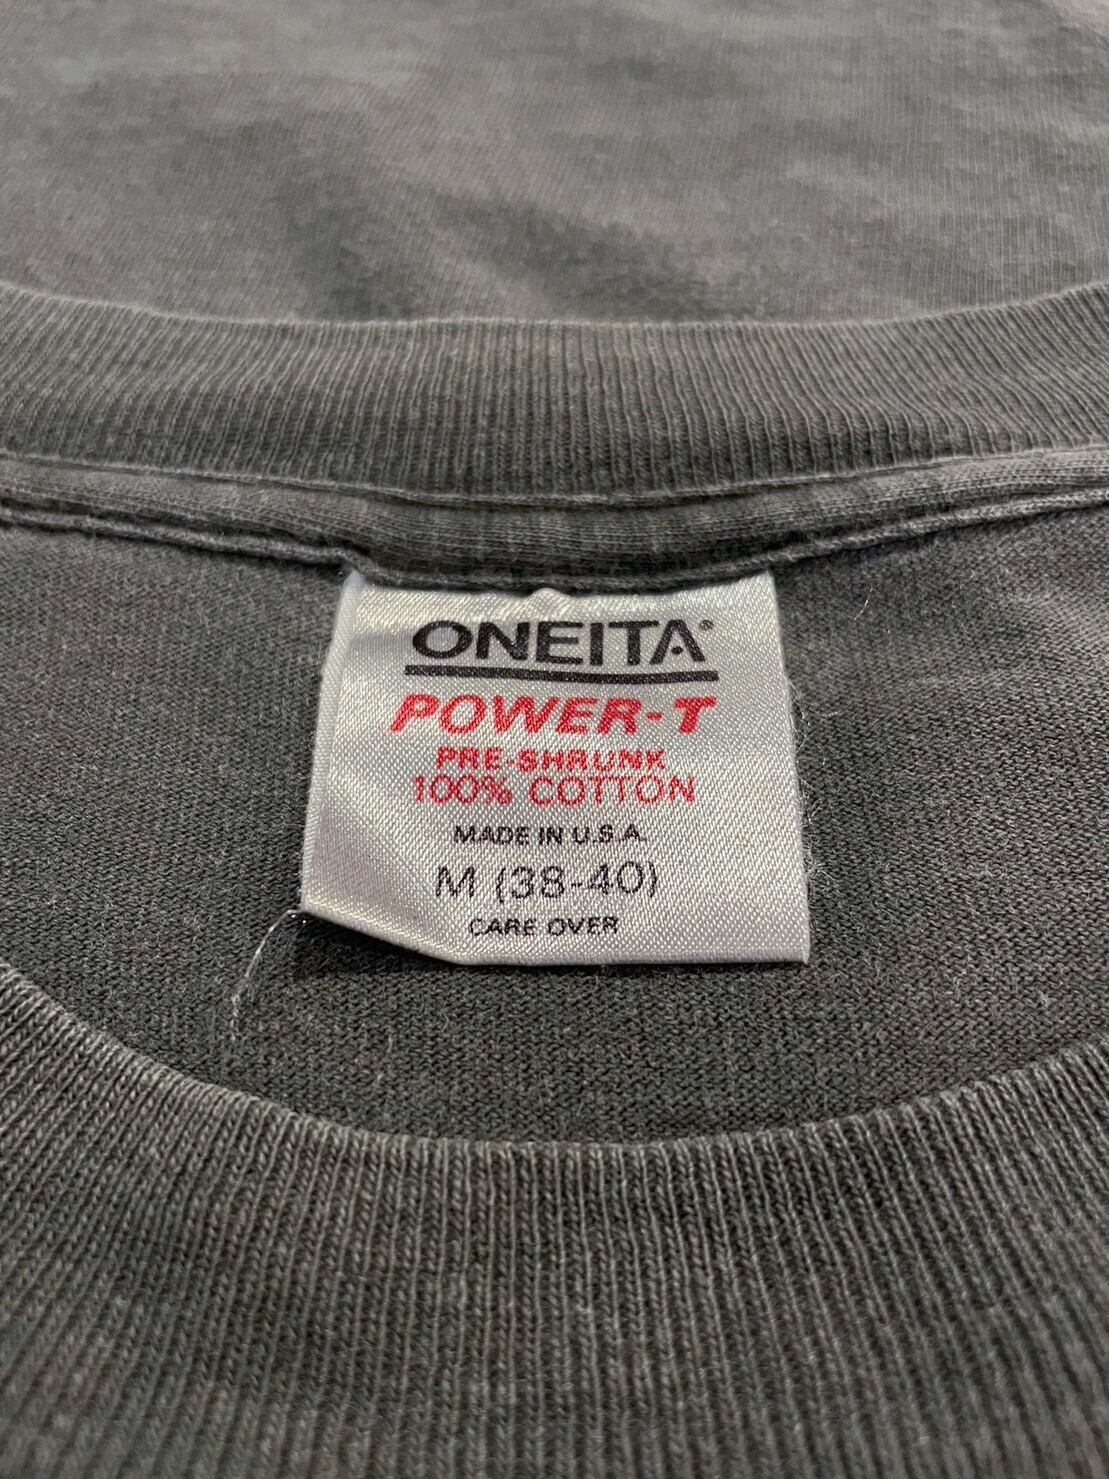 ONEITA®
POWER-T
PRE-SHRUNK
100% COTTON
MADE IN U.S.A.
M (38-40)
CARE OVER